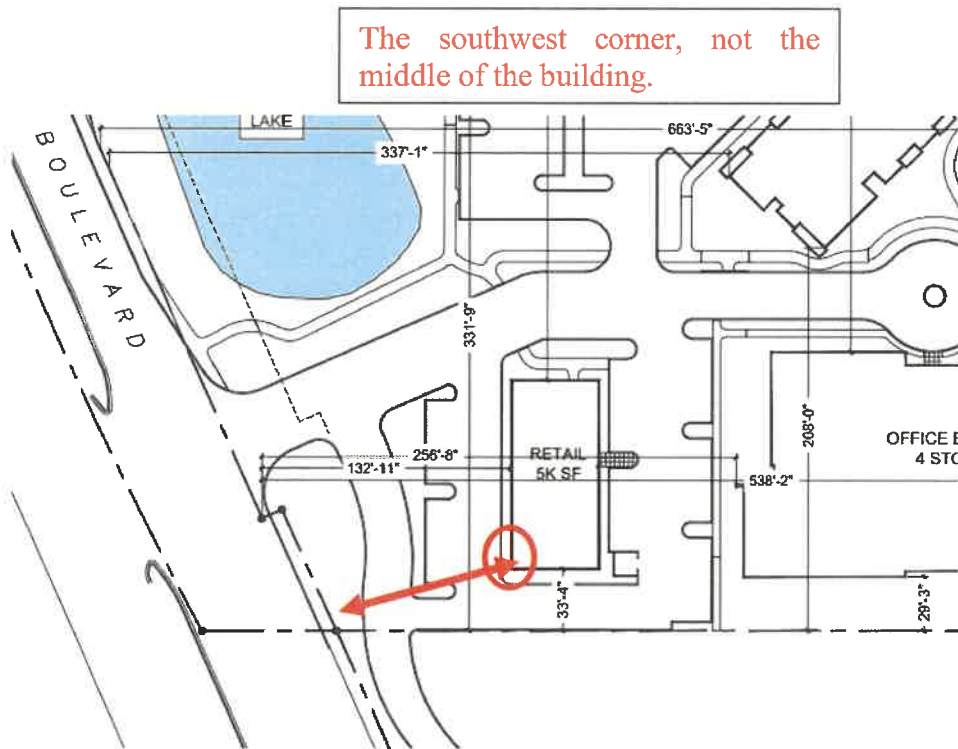 The southwest corner, not the
middle of the building.
LAKE
663'-5"
337'-1"
BOULEVARD
331'-9"
208'-0"
OFFICE
4
256'-8"
RETAIL
5K SF
132'-11"
538'-2"
33'-4"
29'-3"